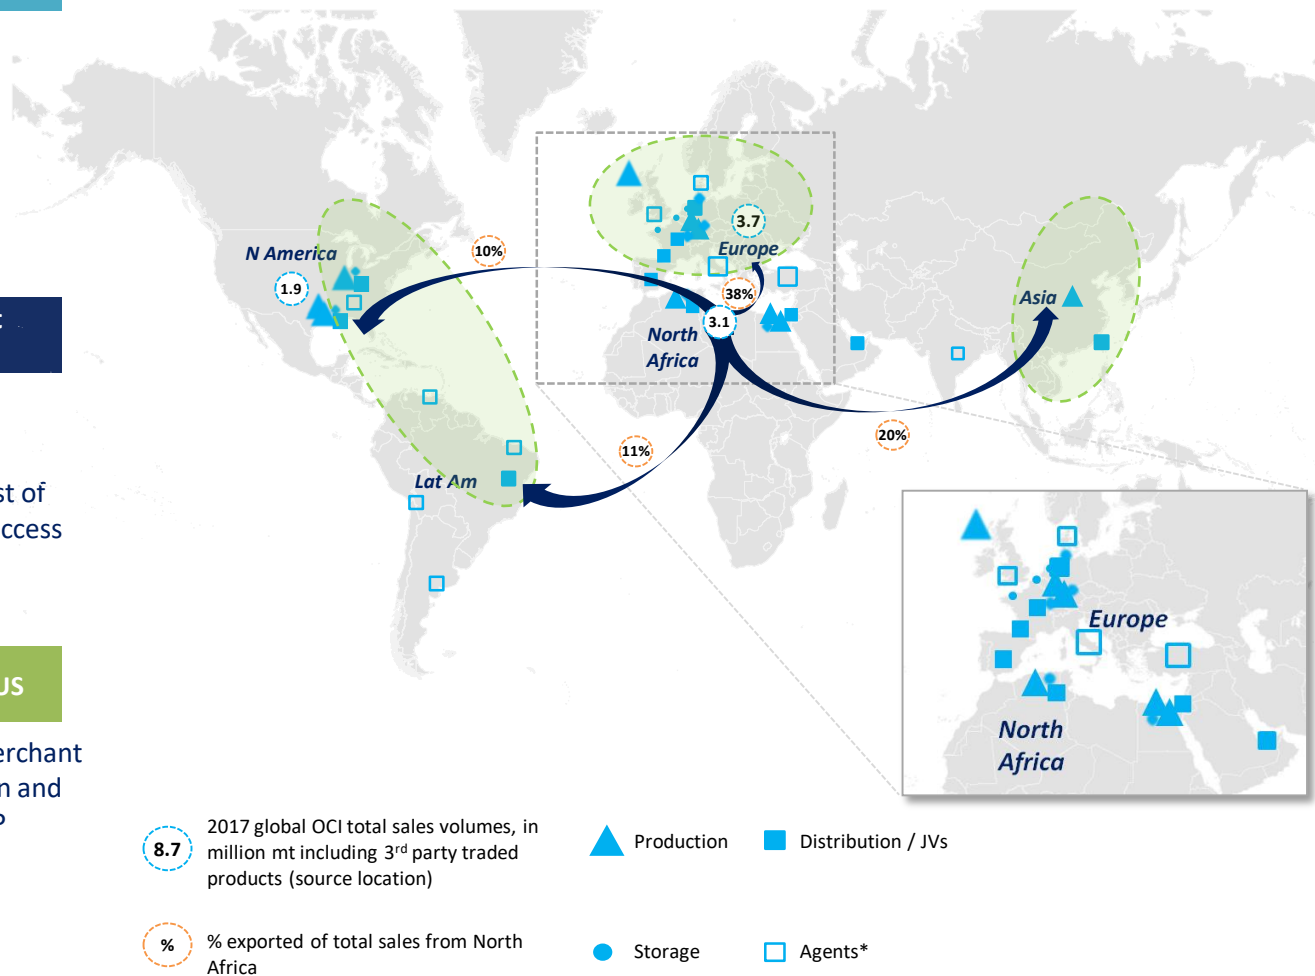 st of
ccess
US
erchant
n and
N America
1.9
10%
3.7
Europe
38%
3.1
North
Africa
Asia
20%
11%
Lat Am
Europe
North
Africa
8.7
2017 global OCI total sales volumes, in
million mt including 3rd party traded
products (source location)
Production
Distribution / JVs
%
% exported of total sales from North
Africa
Storage
Agents*